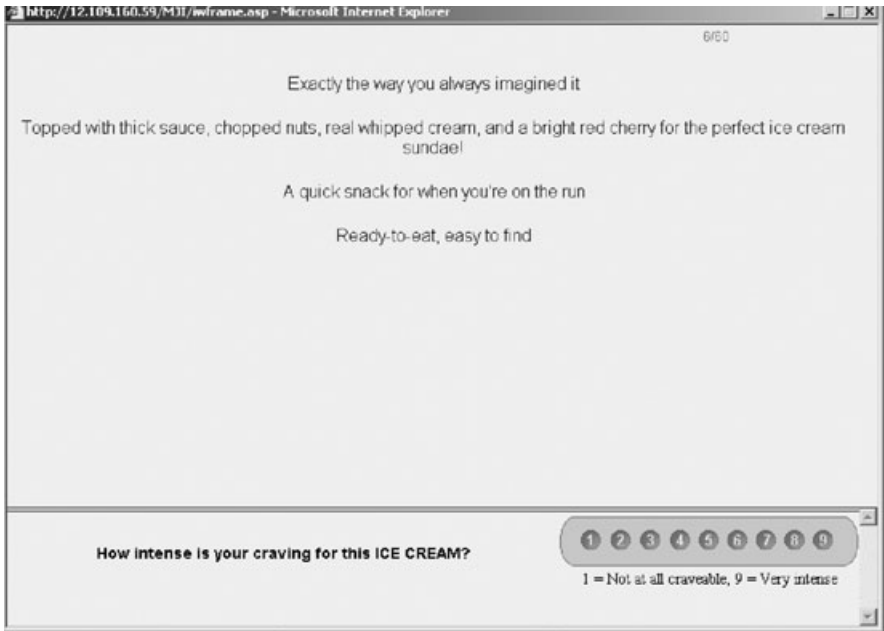 http://12.109.160.59/MJI/iwframe.asp - Microsoft Internet Explorer
6/60
Exactly the way you always imagined it
Topped with thick sauce, chopped nuts, real whipped cream, and a bright red cherry for the perfect ice cream
sundae!
A quick snack for when you're on the run
Ready-to-eat, easy to find
How intense is your craving for this ICE CREAM?
1 2 3 4 5 6 7 8 9
1 = Not at all craveable, 9 = Very intense